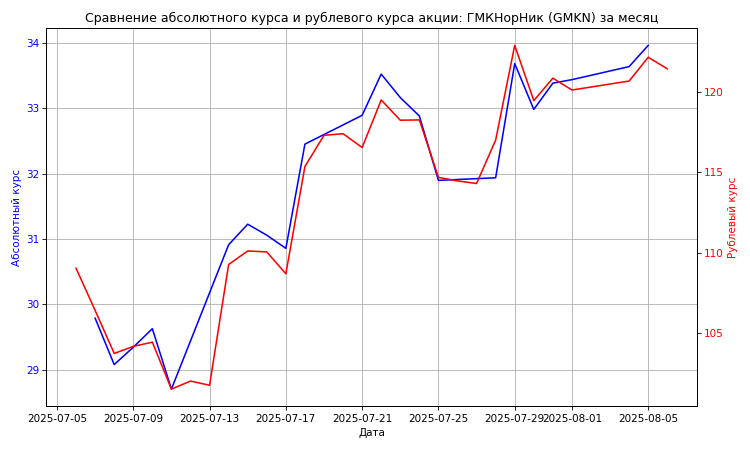 Сравнение абсолютного курса и рублевого курса акции: ГМКНорНик (GMKN) за месяц
34
33
32
31
30
29
Абсолютный курс
120
115
110
105
Рублевый курс
2025-07-05 2025-07-09 2025-07-13 2025-07-17 2025-07-21 2025-07-25 2025-07-29 2025-08-01 2025-08-05
Дата